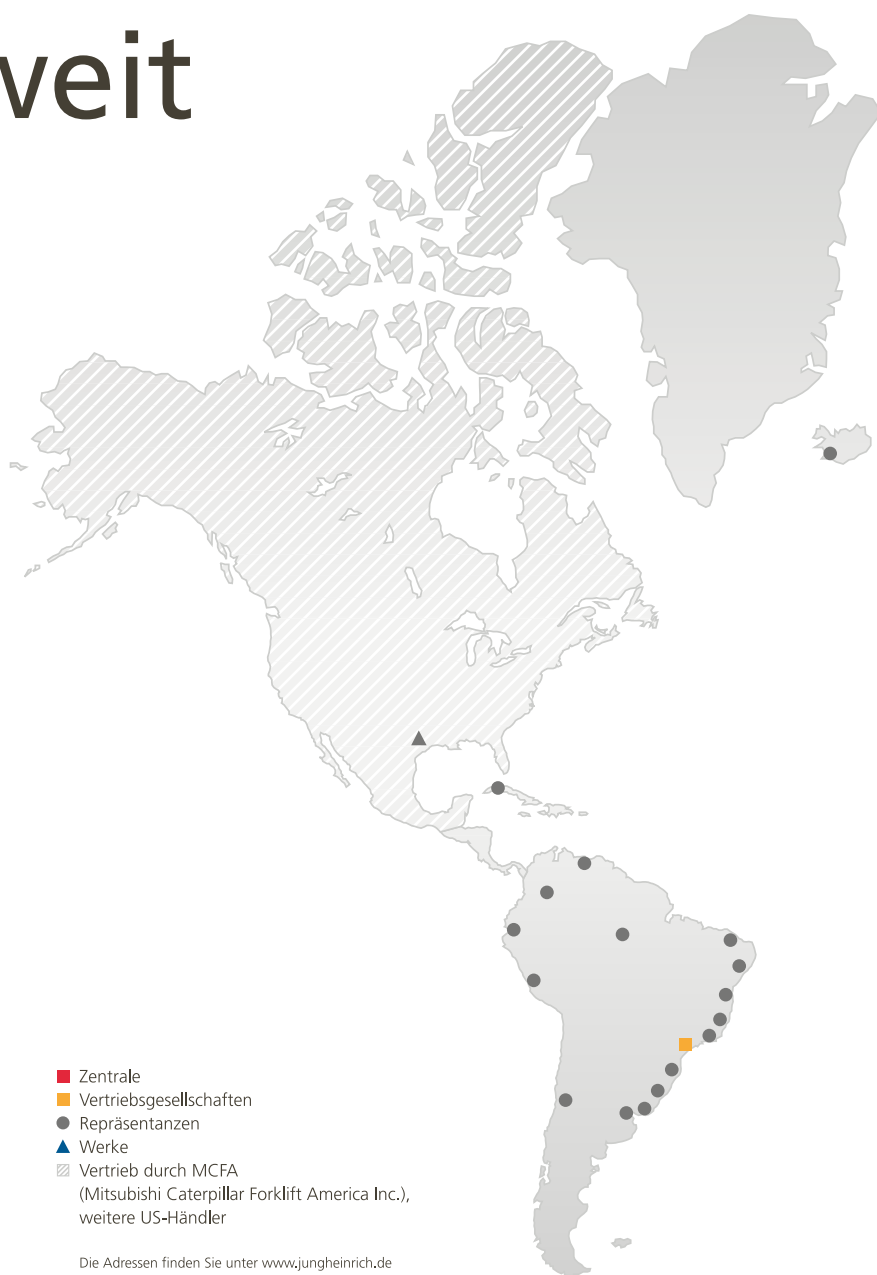 veit
Zentrale
Vertriebsgesellschaften
Repräsentanzen
Werke
Vertrieb durch MCFA
(Mitsubishi Caterpillar Forklift America Inc.),
weitere US-Händler
Die Adressen finden Sie unter www.jungheinrich.de